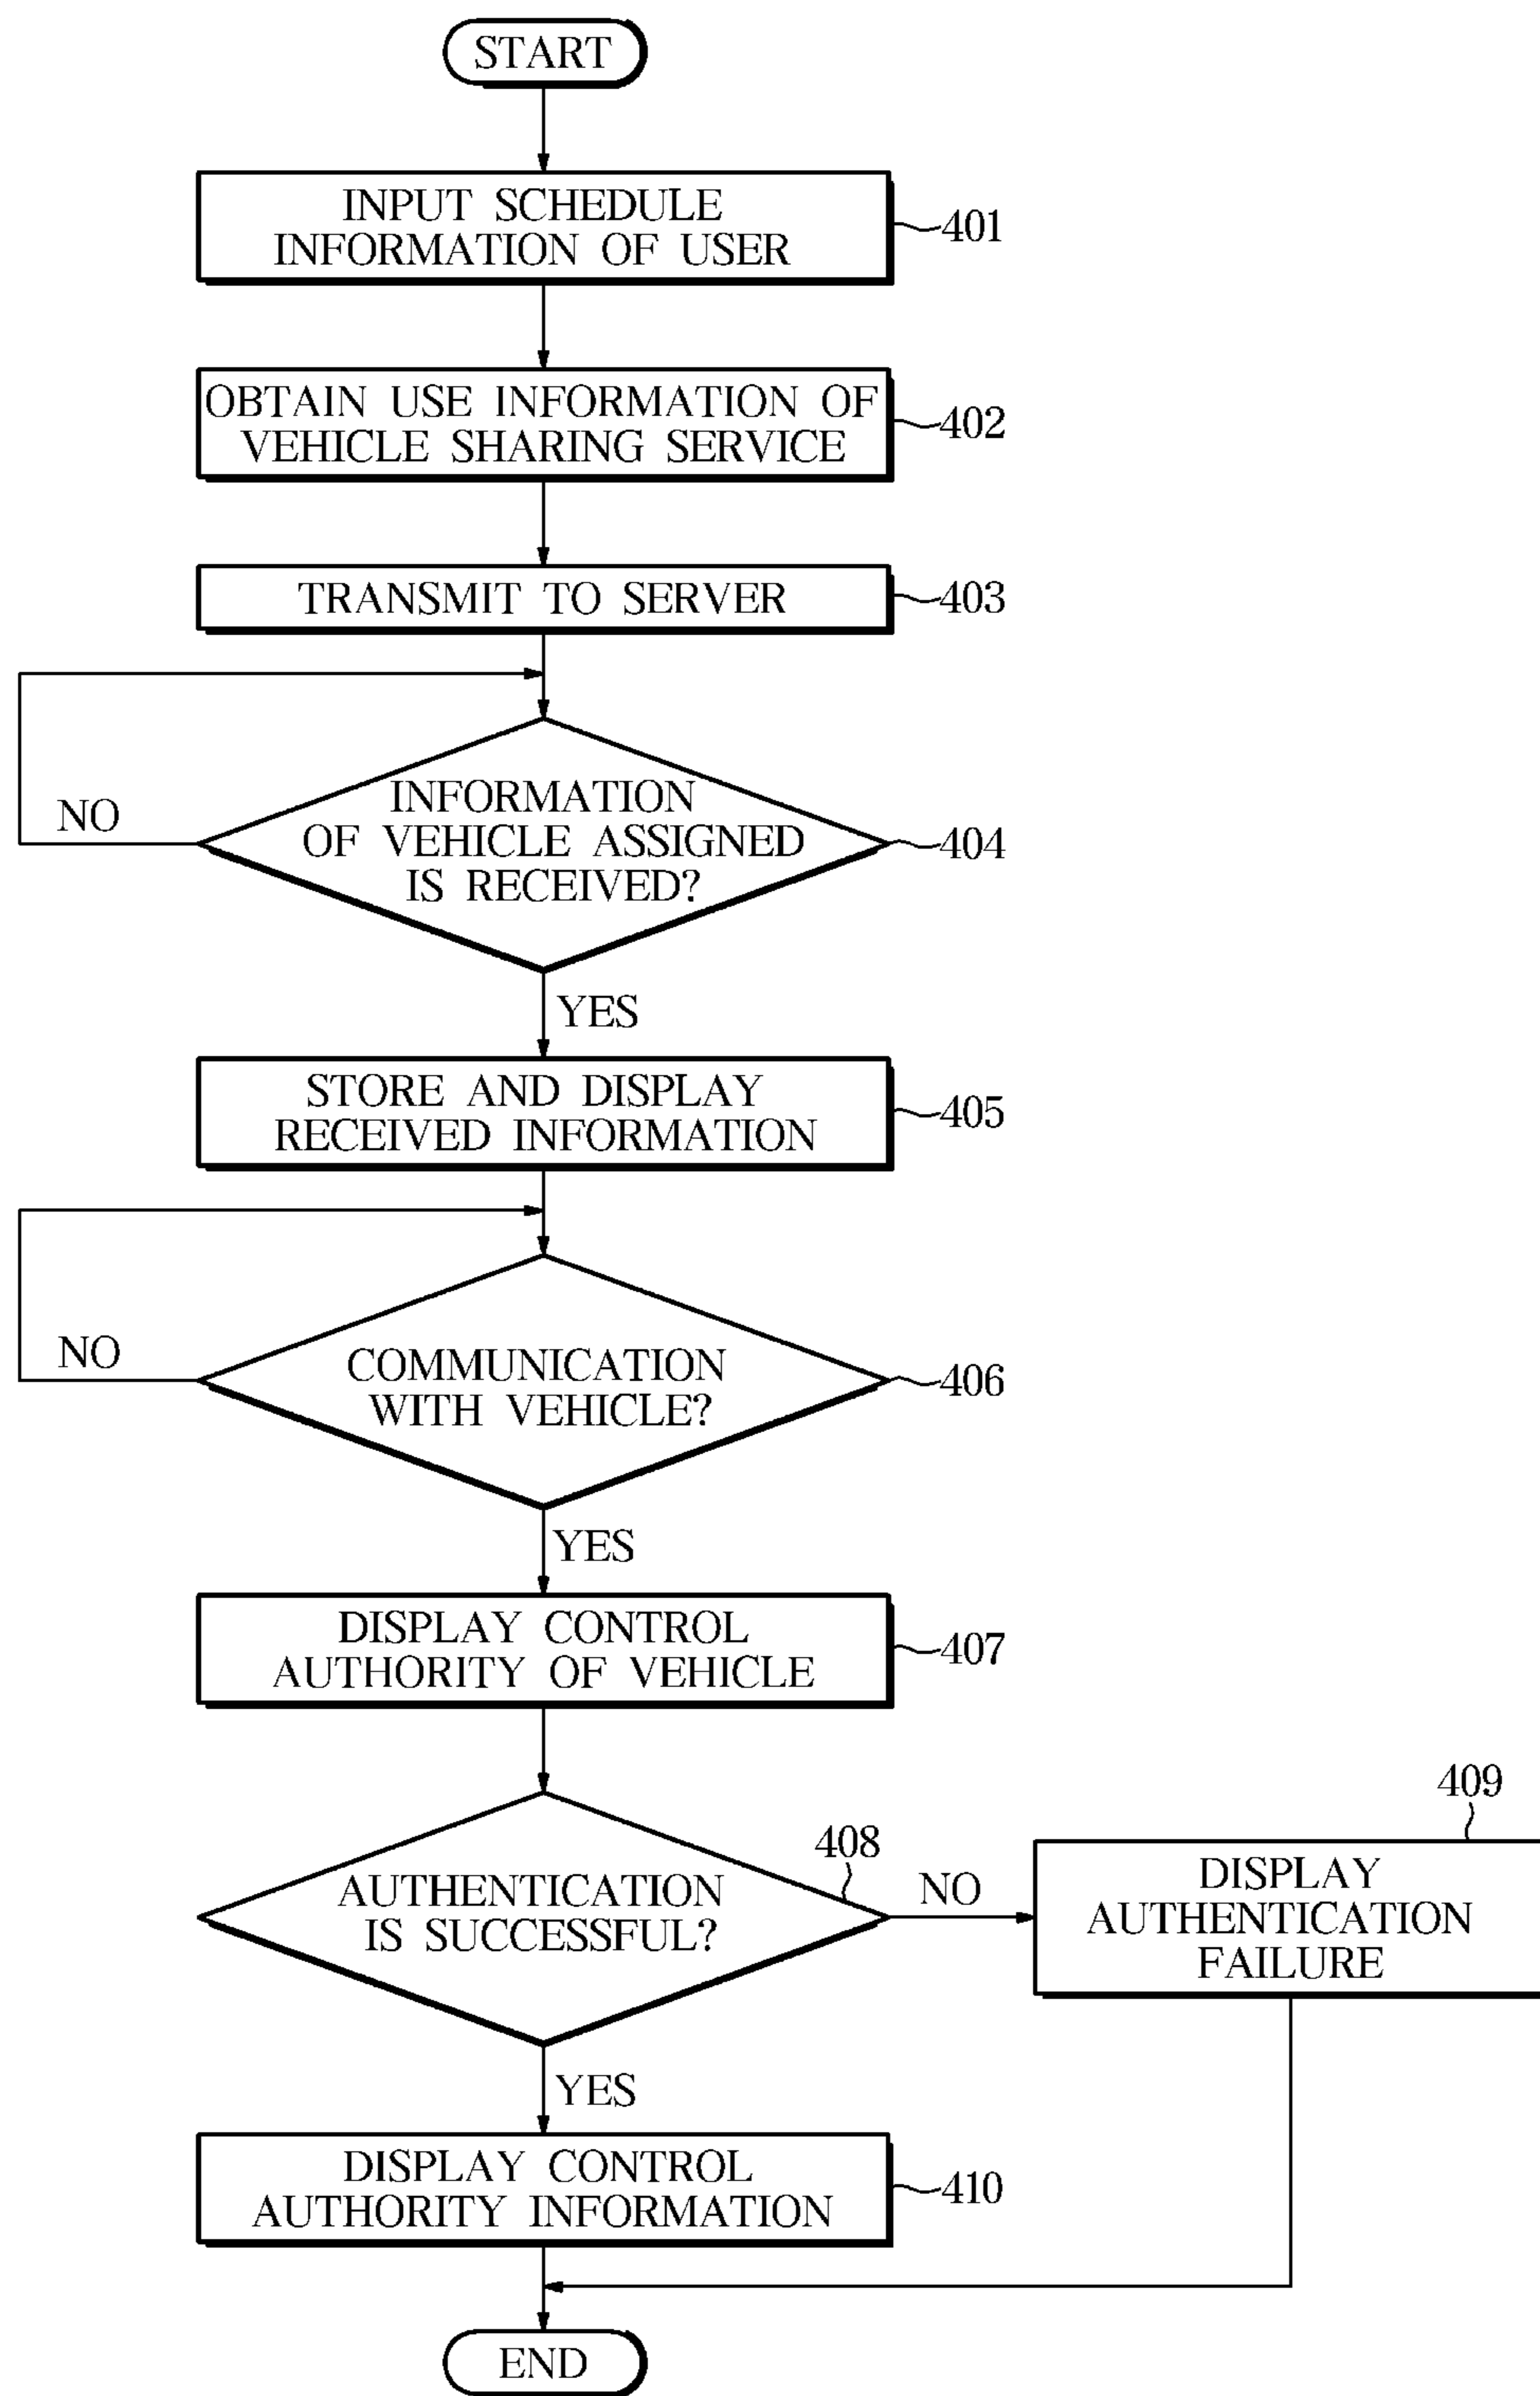 START
INPUT SCHEDULE
INFORMATION OF USER
401
OBTAIN USE INFORMATION OF
VEHICLE SHARING SERVICE
402
TRANSMIT TO SERVER
403
INFORMATION
OF VEHICLE ASSIGNED
IS RECEIVED?
NO
404
YES
STORE AND DISPLAY
RECEIVED INFORMATION
405
COMMUNICATION
WITH VEHICLE?
NO
406
YES
DISPLAY CONTROL
AUTHORITY OF VEHICLE
407
AUTHENTICATION
IS SUCCESSFUL?
408
NO
409
DISPLAY
AUTHENTICATION
FAILURE
YES
DISPLAY CONTROL
AUTHORITY INFORMATION
410
END